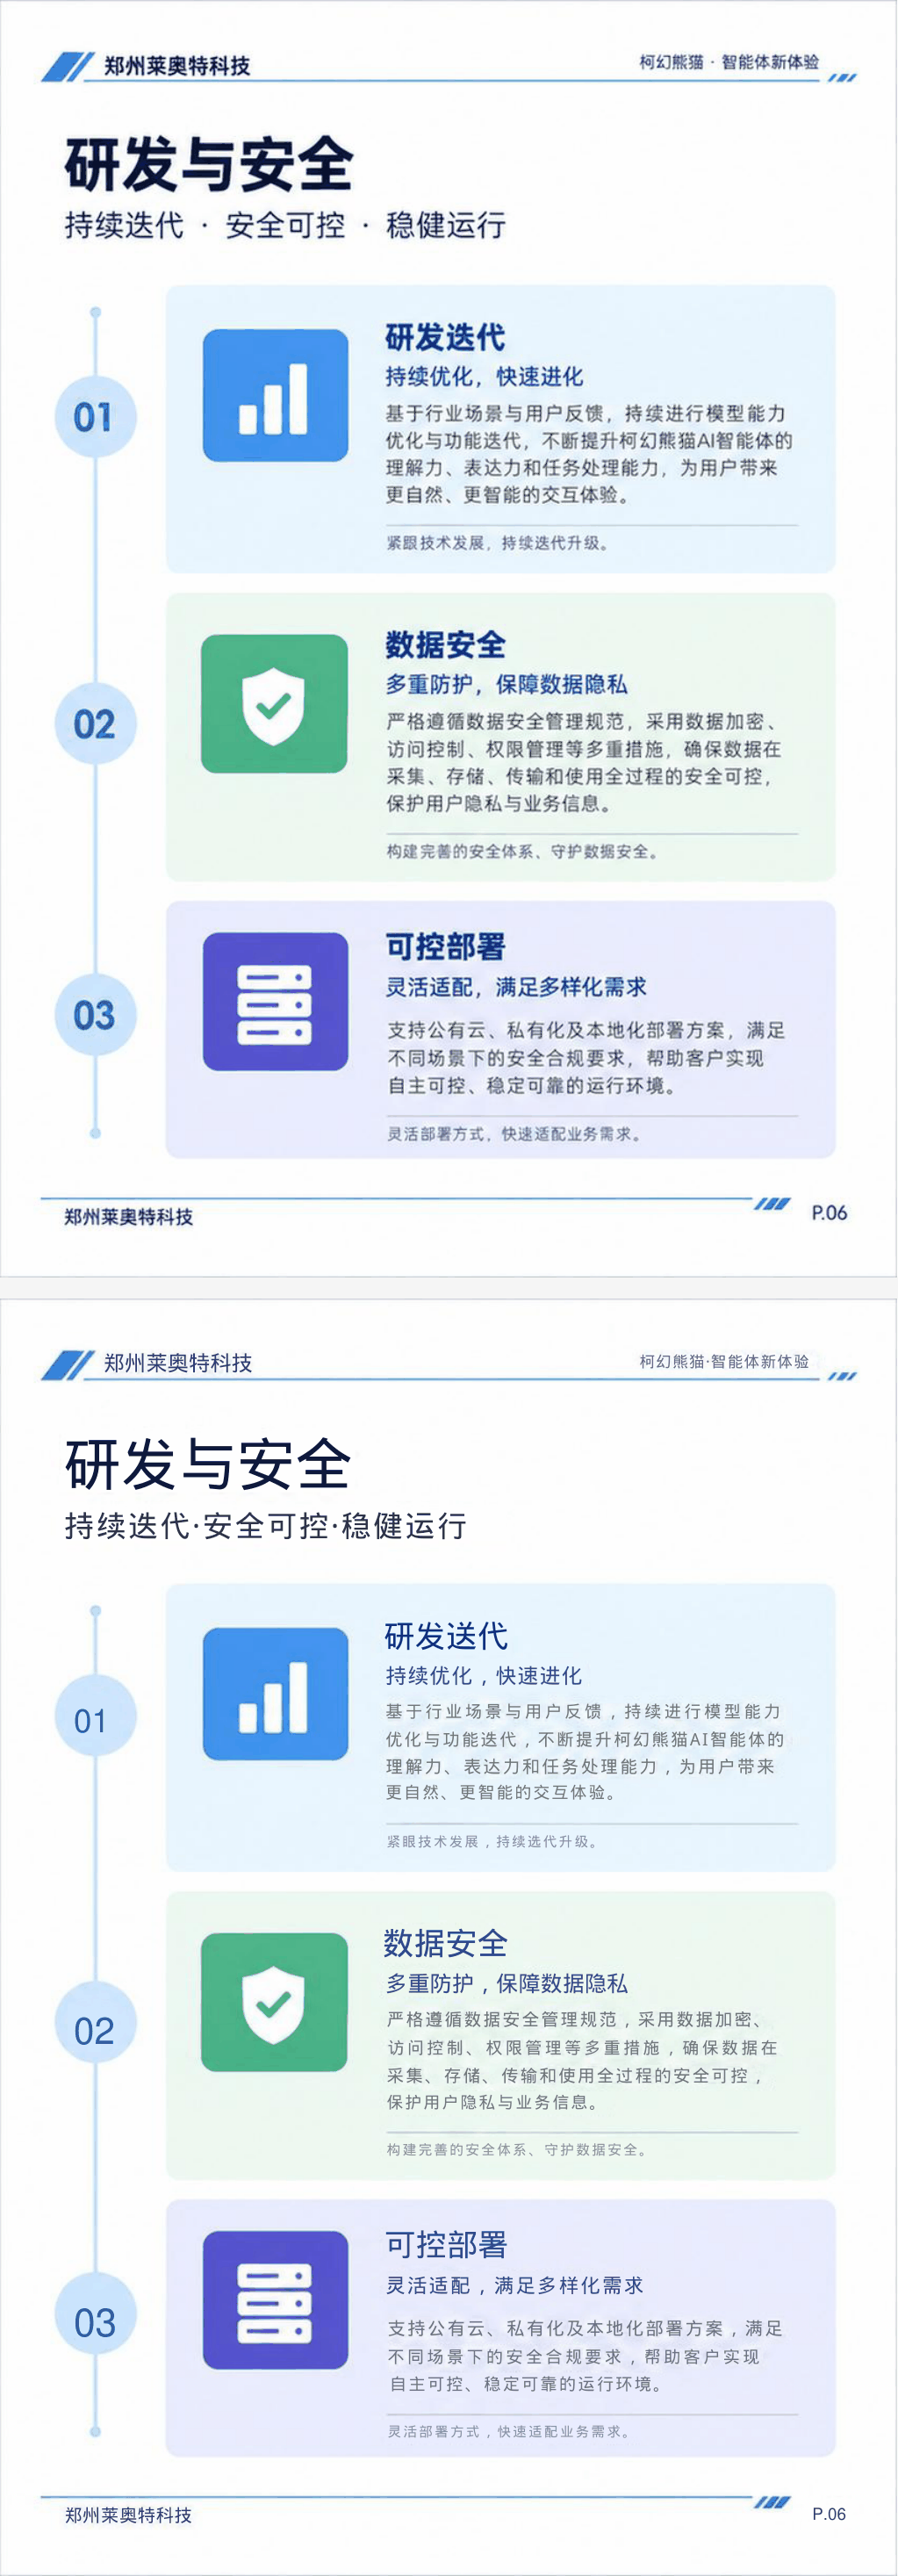 郑州莱奥特科技
柯幻熊猫 · 智能体新体验
研发与安全
持续迭代 · 安全可控 · 稳健运行
01
研发迭代
持续优化，快速进化
基于行业场景与用户反馈，持续进行模型能力
优化与功能迭代，不断提升柯幻熊猫AI智能体的
理解力、表达力和任务处理能力，为用户带来
更自然、更智能的交互体验。
紧跟技术发展，持续迭代升级。
02
数据安全
多重防护，保障数据隐私
严格遵循数据安全管理规范，采用数据加密、
访问控制、权限管理等多重措施，确保数据在
采集、存储、传输和使用全过程的安全可控，
保护用户隐私与业务信息。
构建完善的安全体系、守护数据安全。
03
可控部署
灵活适配，满足多样化需求
支持公有云、私有化及本地化部署方案，满足
不同场景下的安全合规要求，帮助客户实现
自主可控、稳定可靠的运行环境。
灵活部署方式，快速适配业务需求。
郑州莱奥特科技
P.06
郑州莱奥特科技
柯幻熊猫·智能体新体验
研发与安全
持续迭代·安全可控·稳健运行
01
研发送代
持续优化，快速进化
基于行业场景与用户反馈，持续进行模型能力
优化与功能迭代，不断提升柯幻熊猫AI智能体的
理解力、表达力和任务处理能力，为用户带来
更自然、更智能的交互体验。
紧眼技术发展，持续选代升级。
02
数据安全
多重防护，保障数据隐私
严格遵循数据安全管理规范，采用数据加密、
访问控制、权限管理等多重措施，确保数据在
采集、存储、传输和使用全过程的安全可控，
保护用户隐私与业务信息。
构建完善的安全体系、守护数据安全。
03
可控部署
灵活适配，满足多样化需求
支持公有云、私有化及本地化部署方案，满足
不同场景下的安全合规要求，帮助客户实现
自主可控、稳定可靠的运行环境。
灵活部署方式，快速适配业务需求。
郑州莱奥特科技
P.06